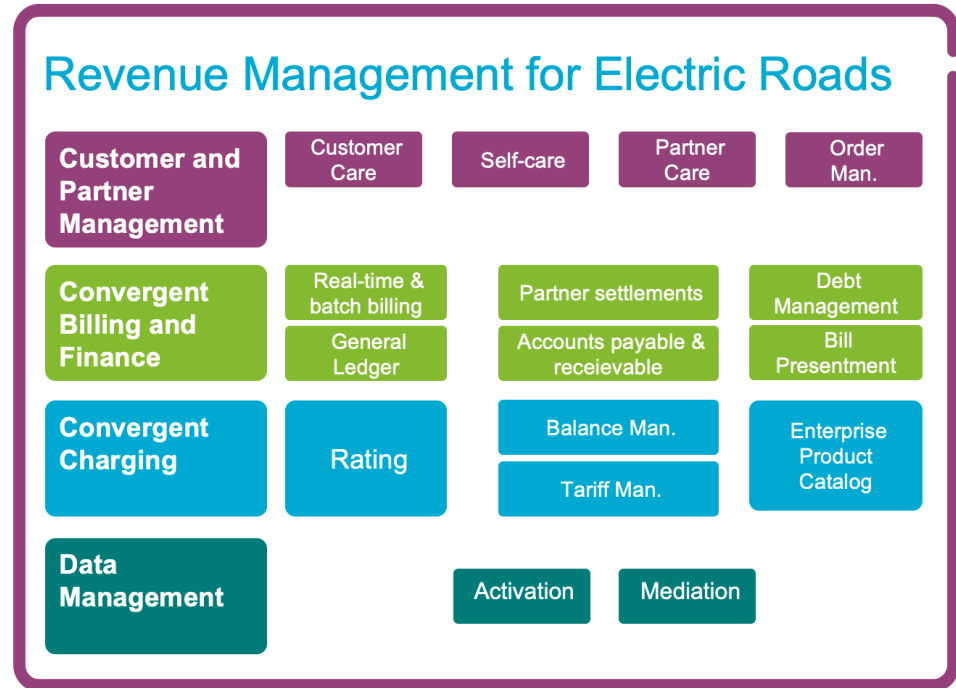 Revenue Management for Electric Roads
Customer and
Partner
Management
Customer
Care
Self-care
Partner
Care
Order
Man.
Convergent
Billing and
Finance
Real-time &
batch billing
Partner settlements
Debt
Management
General
Ledger
Accounts payable &
receievable
Bill
Presentment
Convergent
Charging
Rating
Balance Man.
Tariff Man.
Enterprise
Product
Catalog
Data
Management
Activation
Mediation